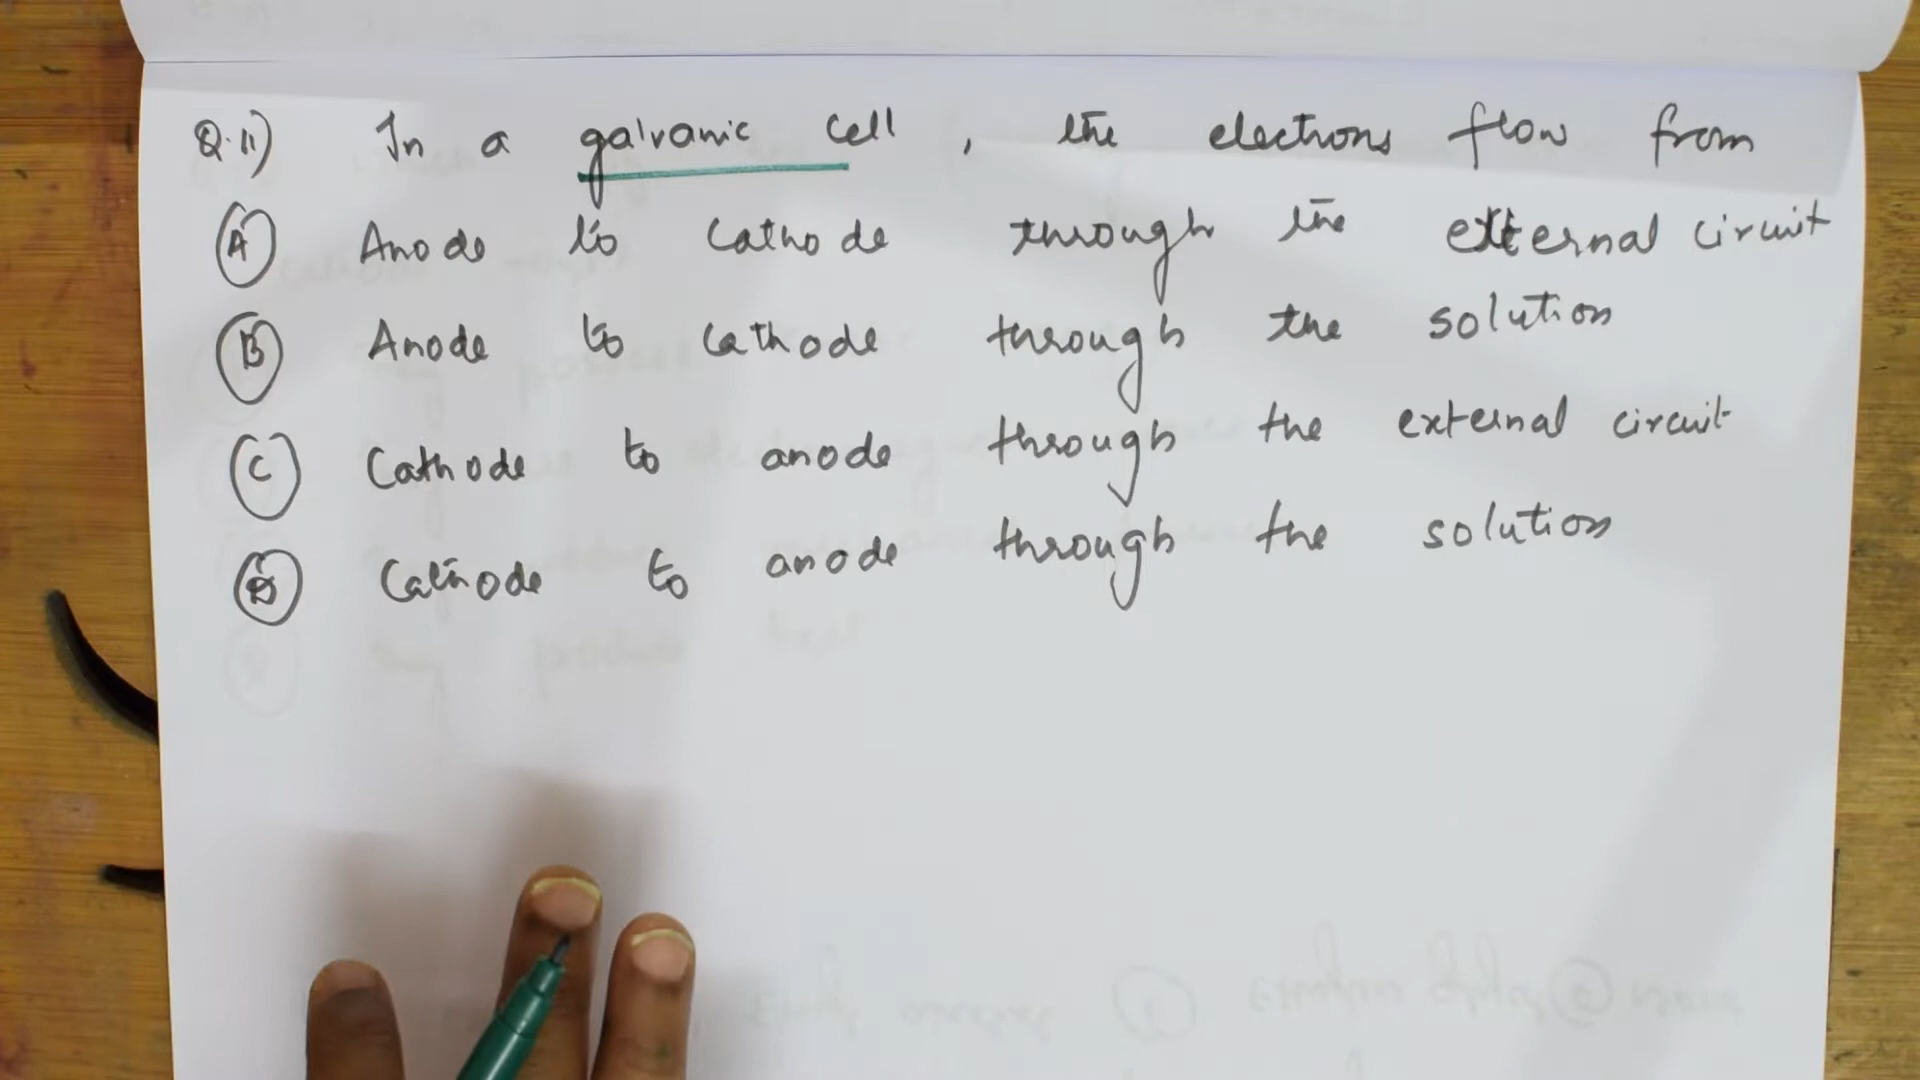 Q.11) In a galvanic cell, the electrons flow from
(A) Anode to Cathode through the external circuit
(B) Anode to Cathode through the solution
(C) Cathode to anode through the external circuit
(D) Cathode to anode through the solution